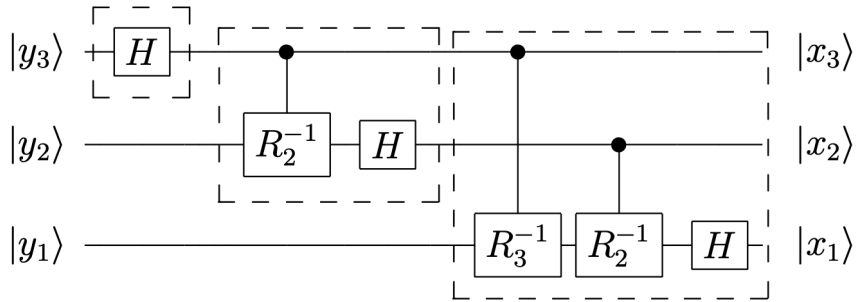 |y₃⟩ H |x₃⟩
|y₂⟩ R₂⁻¹ H |x₂⟩
|y₁⟩ R₃⁻¹ R₂⁻¹ H |x₁⟩